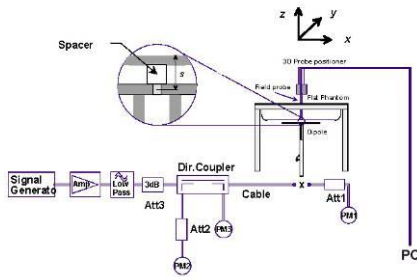 z
y
x
Spacer
s
3D Probe positioner
Field probe
Flat Phantom
Dipole
Signal
Generato
Amp
Low
Pass
3dB
Att3
Dir.Coupler
Cable
x
Att1
PM1
Att2
PM3
PM2
PC